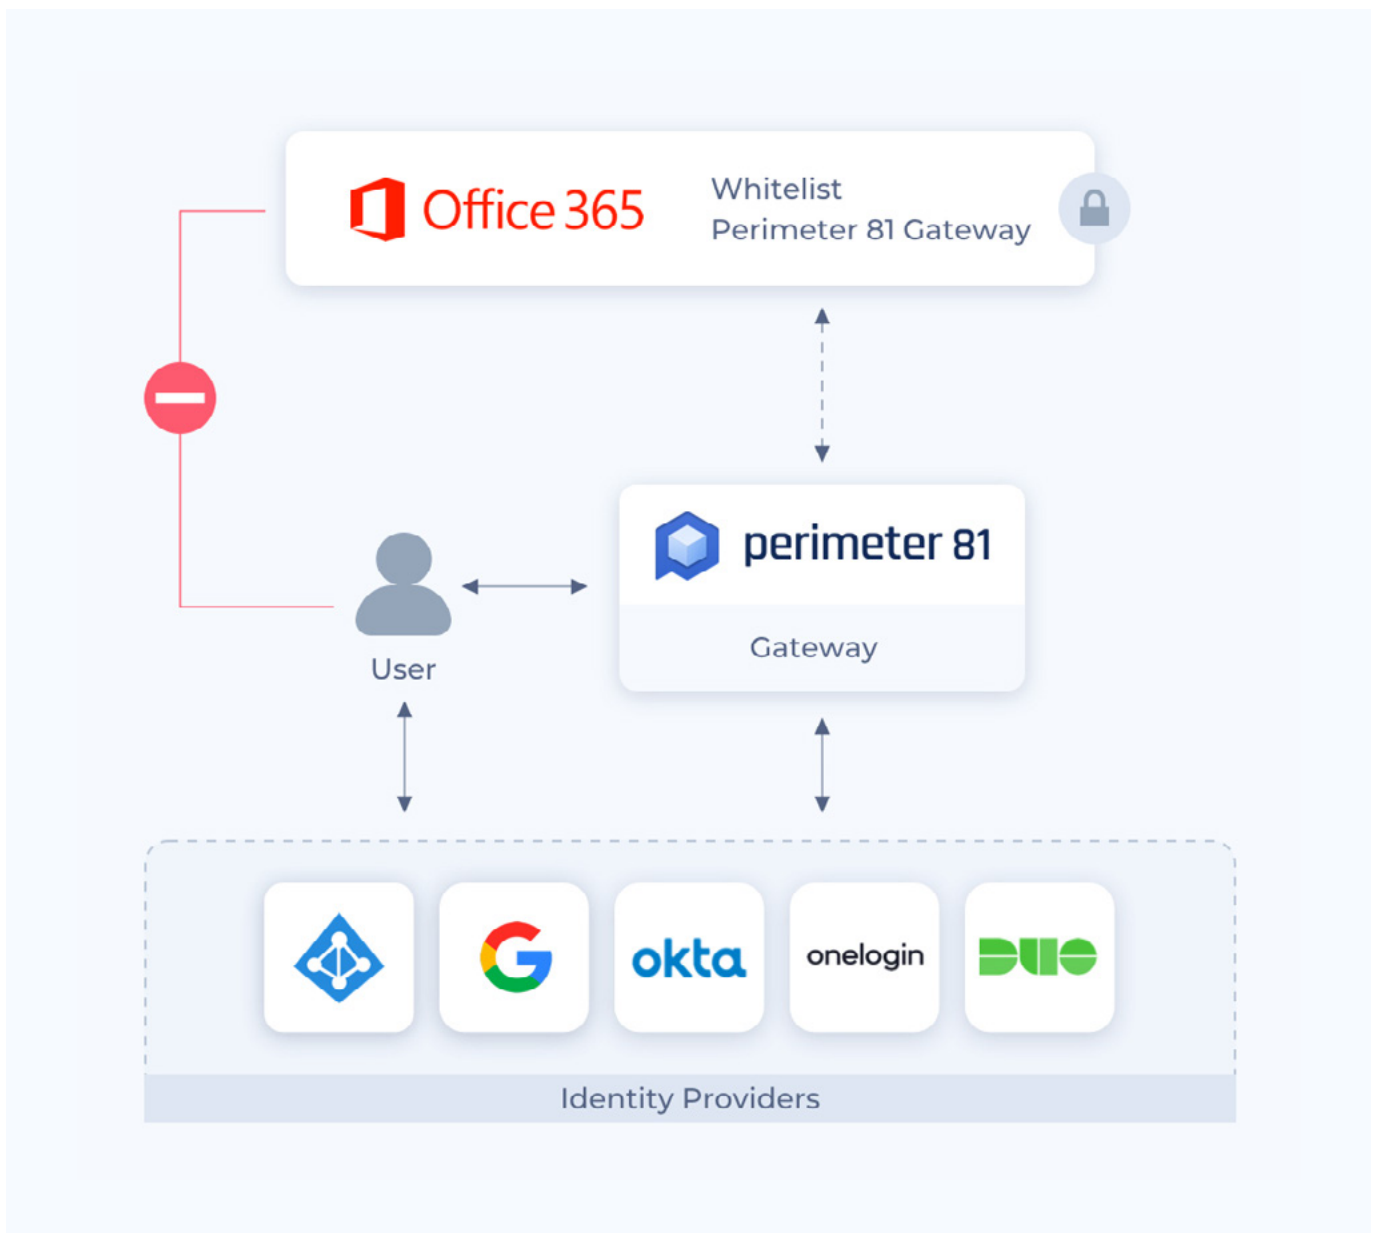 Office 365
Whitelist
Perimeter 81 Gateway
perimeter 81
Gateway
User
okta
onelogin
DUO
Identity Providers